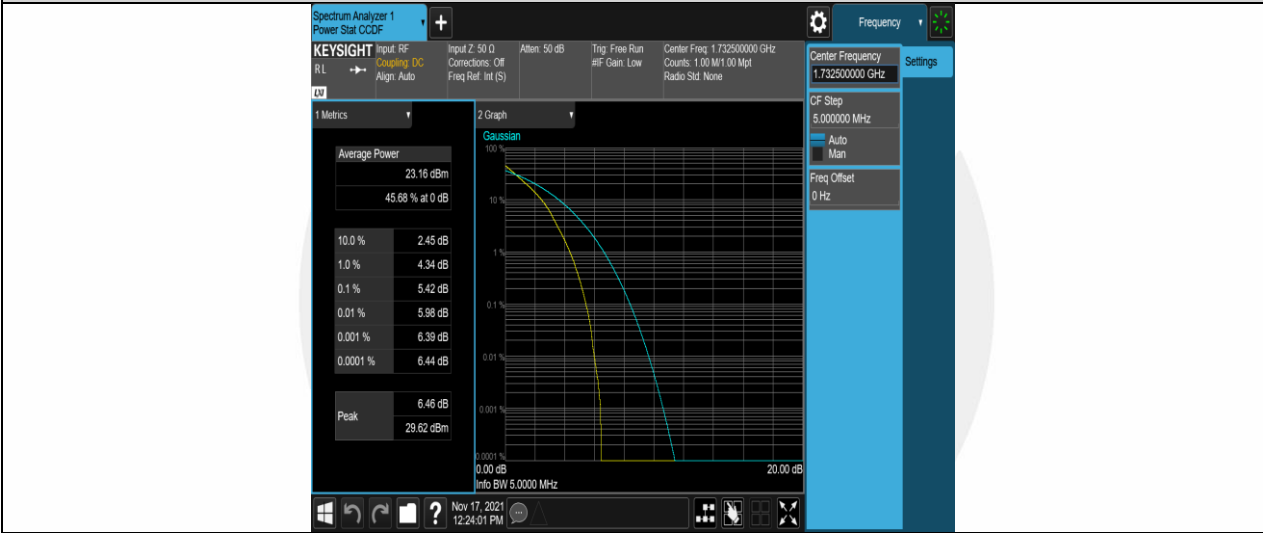 Spectrum Analyzer 1
Power Stat CCDF
Frequency
KEYSIGHT
Input: RF
Coupling: DC
Align: Auto
Input Z: 50 Ω
Corrections: Off
Freq Ref: Int (S)
Atten: 50 dB
Trig: Free Run
#IF Gain: Low
Center Freq: 1.732500000 GHz
Counts: 1.00 M/1.00 Mpt
Radio Std: None
R L
LXI
Center Frequency
1.732500000 GHz
Settings
CF Step
5.000000 MHz
Auto
Man
Freq Offset
0 Hz
1 Metrics
Average Power
23.16 dBm
45.68 % at 0 dB
10.0 % 2.45 dB
1.0 % 4.34 dB
0.1 % 5.42 dB
0.01 % 5.98 dB
0.001 % 6.39 dB
0.0001 % 6.44 dB
Peak
6.46 dB
29.62 dBm
2 Graph
Gaussian
100 %
10 %
1 %
0.1 %
0.01 %
0.001 %
0.0001 %
0.00 dB 20.00 dB
Info BW 5.0000 MHz
?
Nov 17, 2021
12:24:01 PM